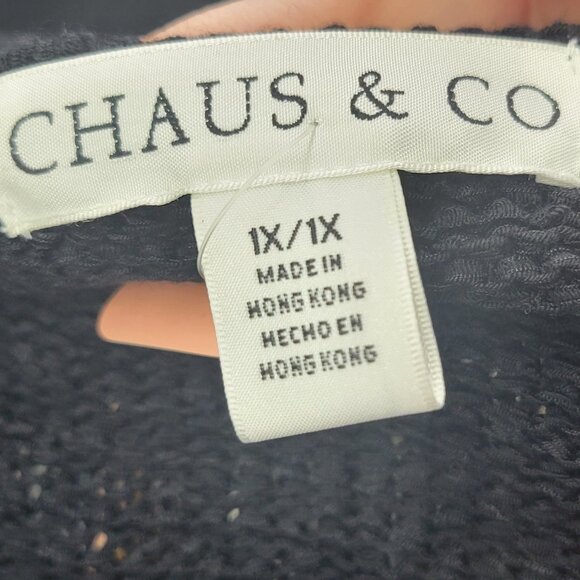 CHAUS & CO
1X/1X
MADE IN
HONG KONG
HECHO EN
HONG KONG